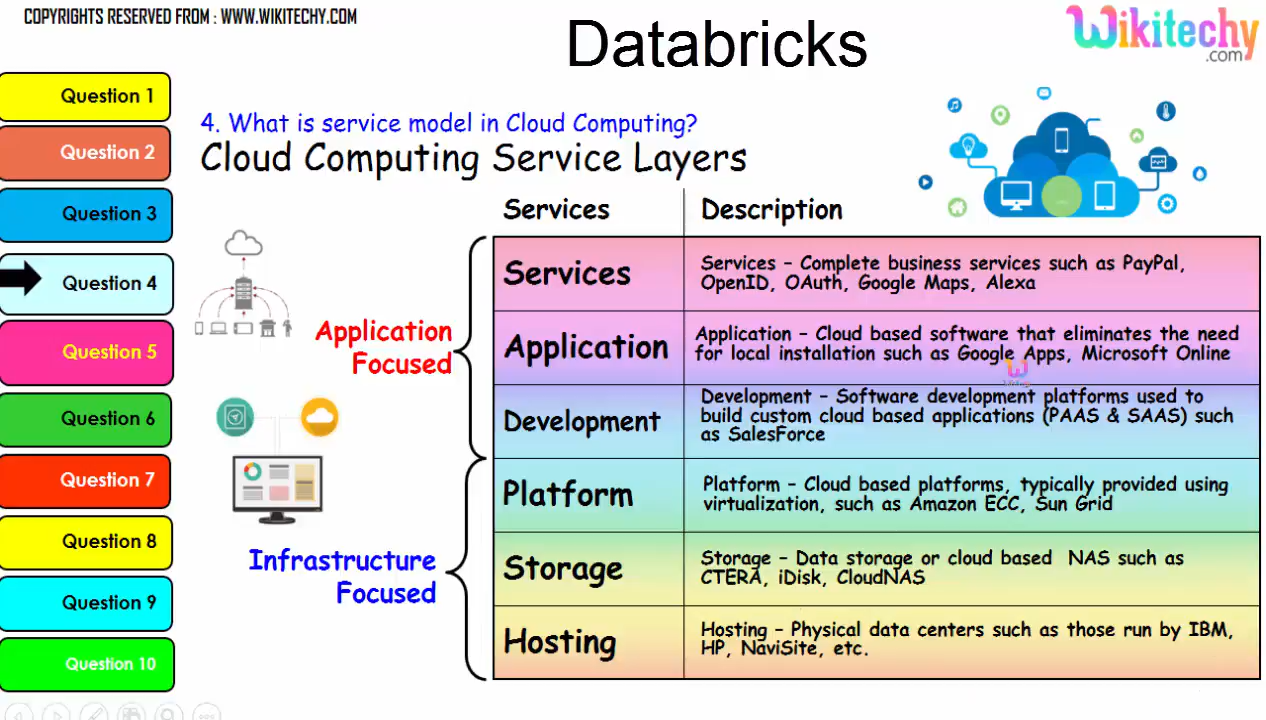 COPYRIGHTS RESERVED FROM : WWW.WIKITECHY.COM
Databricks
Wikitechy
.com
Question 1
Question 2
Question 3
Question 4
Question 5
Question 6
Question 7
Question 8
Question 9
Question 10
4. What is service model in Cloud Computing?
Cloud Computing Service Layers
Services
Description
Application
Focused
Infrastructure
Focused
Services
Services – Complete business services such as PayPal,
OpenID, OAuth, Google Maps, Alexa
Application
Application – Cloud based software that eliminates the need
for local installation such as Google Apps, Microsoft Online
Development
Development – Software development platforms used to
build custom cloud based applications (PAAS & SAAS) such
as SalesForce
Platform
Platform – Cloud based platforms, typically provided using
virtualization, such as Amazon ECC, Sun Grid
Storage
Storage – Data storage or cloud based NAS such as
CTERA, iDisk, CloudNAS
Hosting
Hosting – Physical data centers such as those run by IBM,
HP, NaviSite, etc.